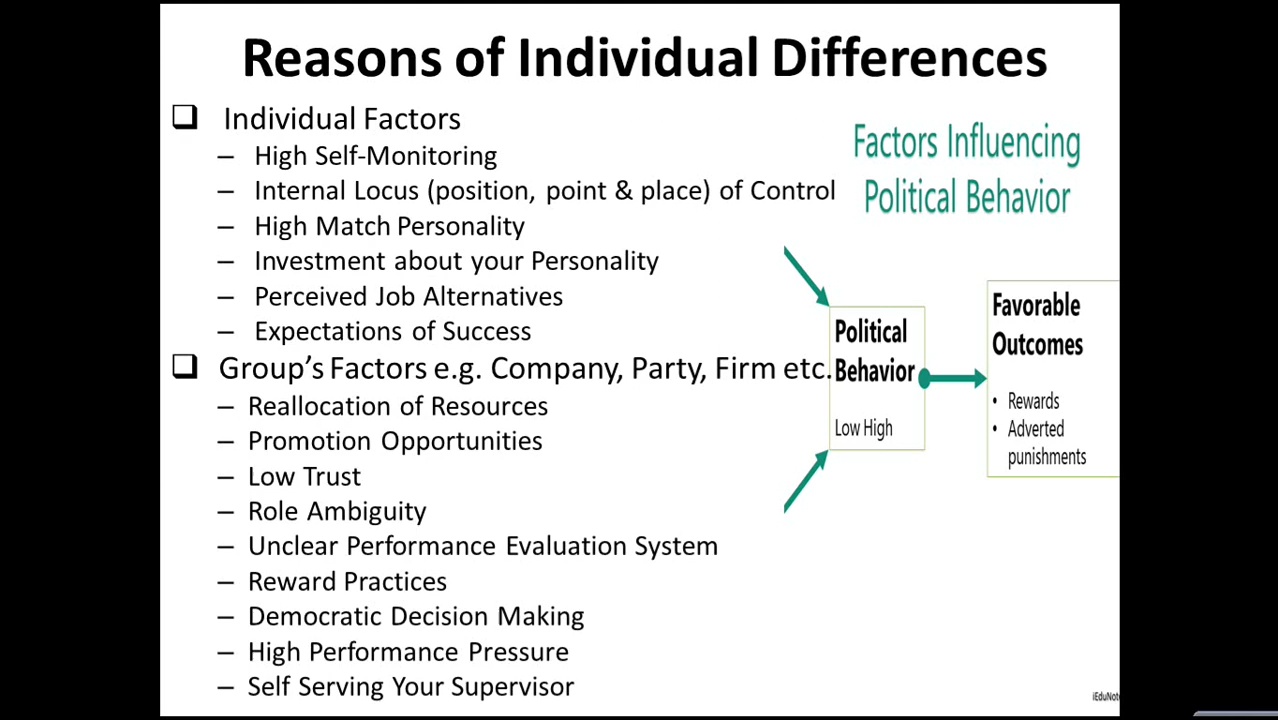 Reasons of Individual Differences
Individual Factors
– High Self-Monitoring
– Internal Locus (position, point & place) of Control
– High Match Personality
– Investment about your Personality
– Perceived Job Alternatives
– Expectations of Success
Group's Factors e.g. Company, Party, Firm etc.
– Reallocation of Resources
– Promotion Opportunities
– Low Trust
– Role Ambiguity
– Unclear Performance Evaluation System
– Reward Practices
– Democratic Decision Making
– High Performance Pressure
– Self Serving Your Supervisor
Factors Influencing
Political Behavior
Political
Behavior
Low High
Favorable
Outcomes
• Rewards
• Adverted
punishments